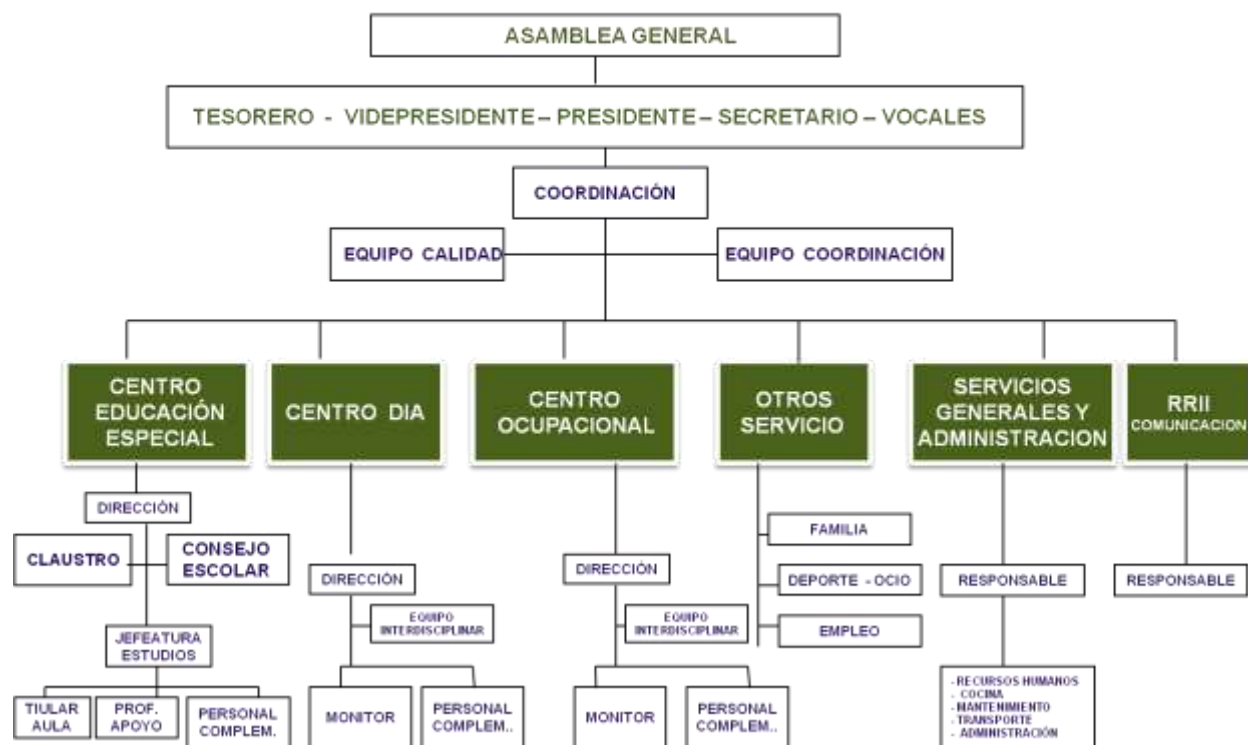 ASAMBLEA GENERAL
TESORERO - VIDEPRESIDENTE – PRESIDENTE – SECRETARIO – VOCALES
COORDINACIÓN
EQUIPO CALIDAD
EQUIPO COORDINACIÓN
CENTRO
EDUCACIÓN
ESPECIAL
CENTRO DIA
CENTRO
OCUPACIONAL
OTROS
SERVICIO
SERVICIOS
GENERALES Y
ADMINISTRACION
RRII
COMUNICACION
DIRECCIÓN
CLAUSTRO
CONSEJO
ESCOLAR
JEFEATURA
ESTUDIOS
TIULAR
AULA
PROF.
APOYO
PERSONAL
COMPLEM.
DIRECCIÓN
EQUIPO
INTERDISCIPLINAR
MONITOR
PERSONAL
COMPLEM..
DIRECCIÓN
EQUIPO
INTERDISCIPLINAR
MONITOR
PERSONAL
COMPLEM..
FAMILIA
DEPORTE - OCIO
EMPLEO
RESPONSABLE
- RECURSOS HUMANOS
- COCINA
- MANTENIMIENTO
- TRANSPORTE
- ADMINISTRACIÓN
RESPONSABLE